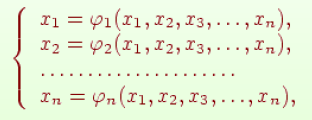 x₁ = φ₁(x₁, x₂, x₃, …, xₙ),
x₂ = φ₂(x₁, x₂, x₃, …, xₙ),
.....................
xₙ = φₙ(x₁, x₂, x₃, …, xₙ),